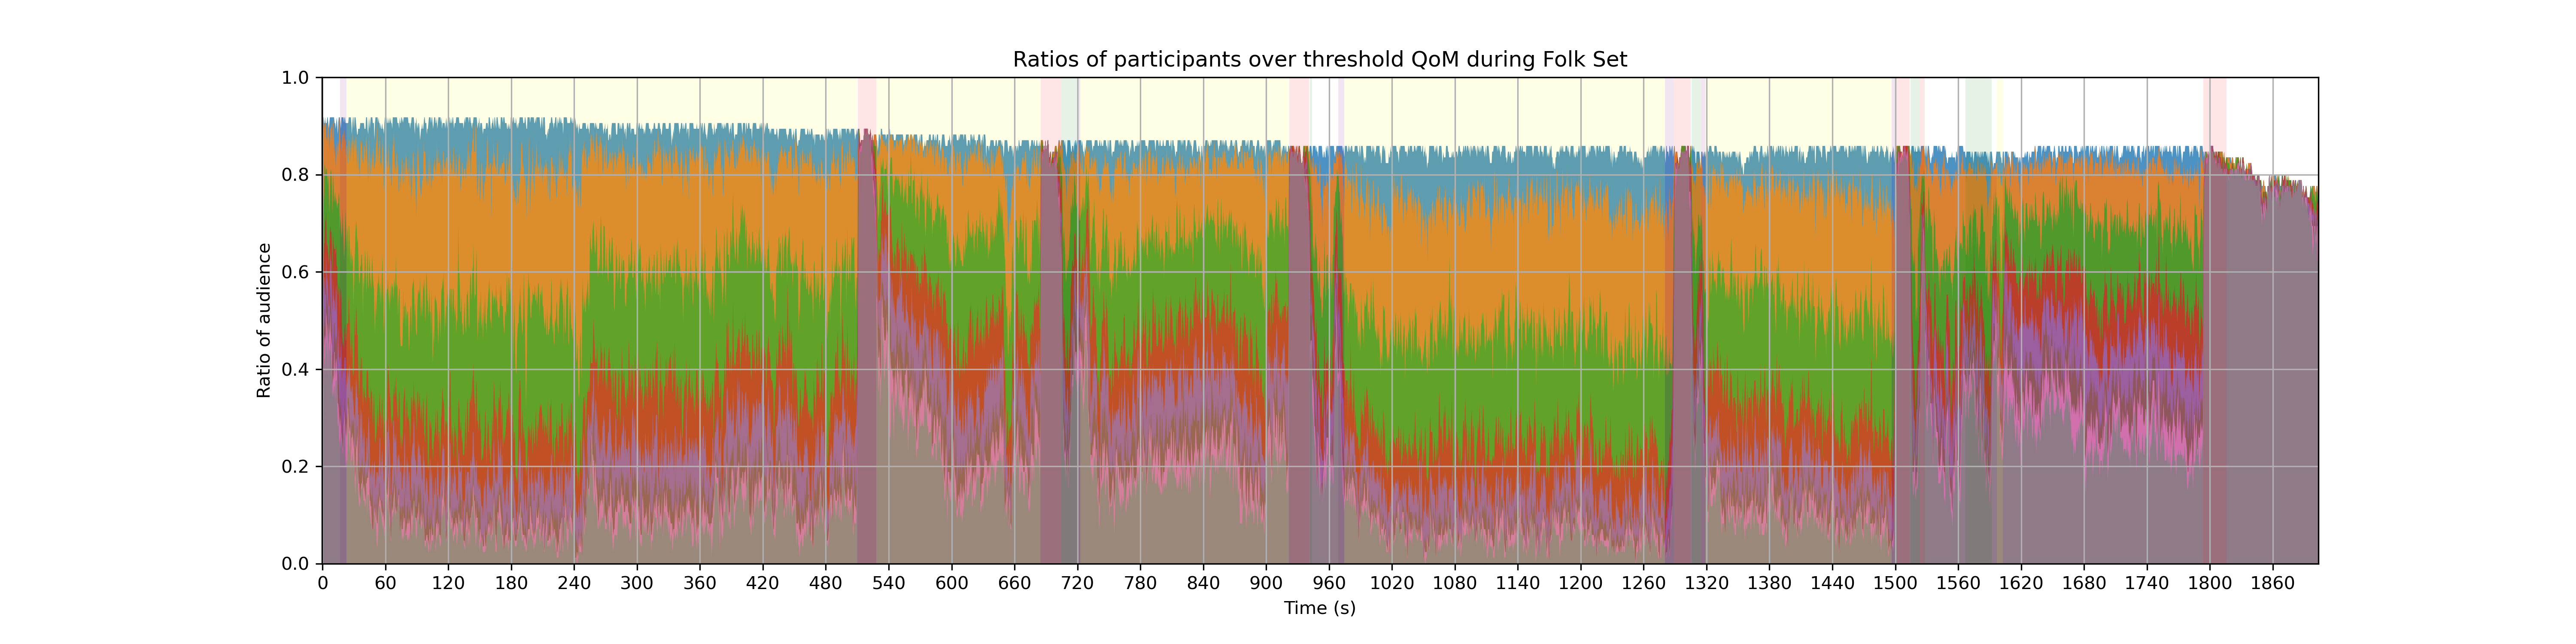 Ratios of participants over threshold QoM during Folk Set
1.0
0.8
0.6
0.4
0.2
0.0
Ratio of audience
0 60 120 180 240 300 360 420 480 540 600 660 720 780 840 900 960 1020 1080 1140 1200 1260 1320 1380 1440 1500 1560 1620 1680 1740 1800 1860
Time (s)